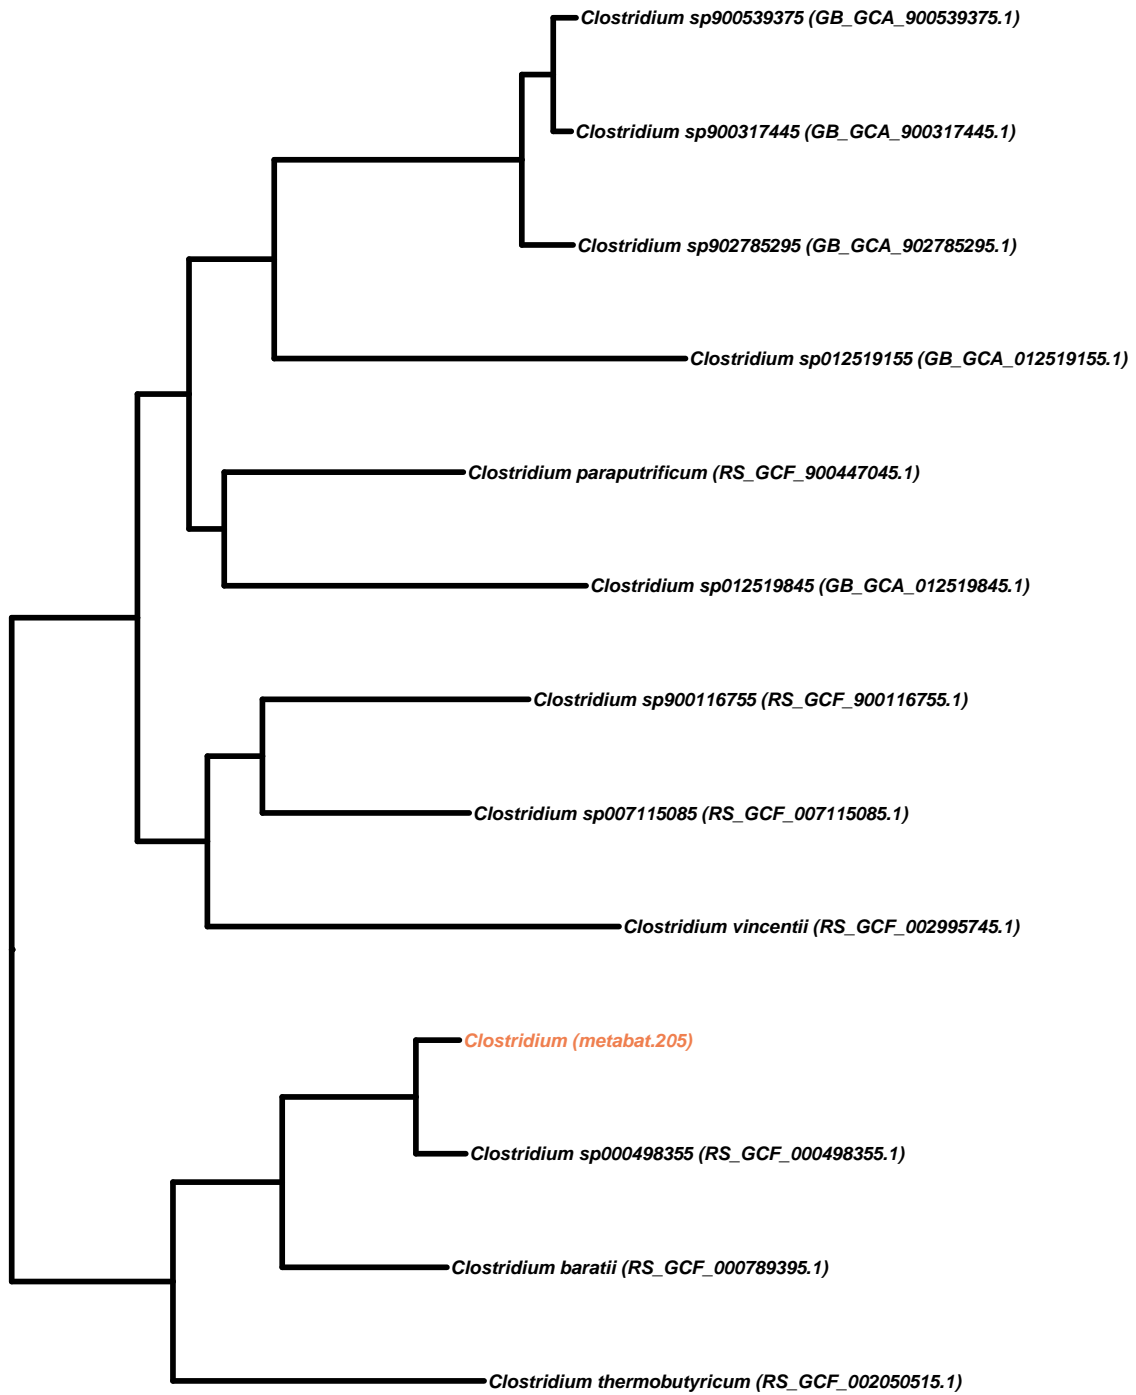 Clostridium sp900539375 (GB_GCA_900539375.1)
Clostridium sp900317445 (GB_GCA_900317445.1)
Clostridium sp902785295 (GB_GCA_902785295.1)
Clostridium sp012519155 (GB_GCA_012519155.1)
Clostridium paraputrificum (RS_GCF_900447045.1)
Clostridium sp012519845 (GB_GCA_012519845.1)
Clostridium sp900116755 (RS_GCF_900116755.1)
Clostridium sp007115085 (RS_GCF_007115085.1)
Clostridium vincentii (RS_GCF_002995745.1)
Clostridium (metabat.205)
Clostridium sp000498355 (RS_GCF_000498355.1)
Clostridium baratii (RS_GCF_000789395.1)
Clostridium thermobutyricum (RS_GCF_002050515.1)